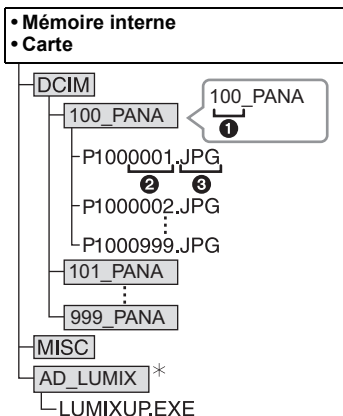 • Mémoire interne
• Carte
DCIM
100_PANA
100_PANA
❶
P1000001.JPG
❷ ❸
P1000002.JPG
P1000999.JPG
101_PANA
999_PANA
MISC
AD_LUMIX *
LUMIXUP.EXE